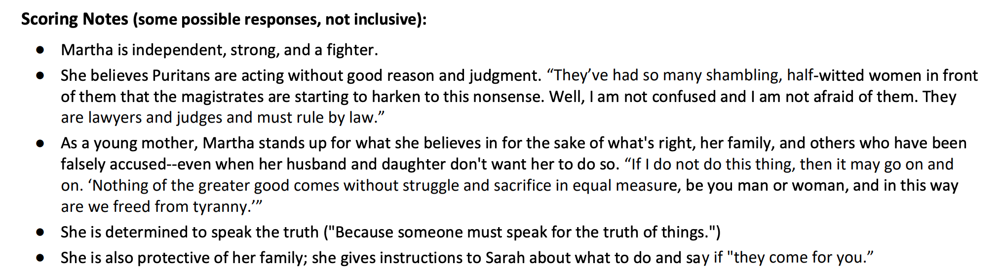 Scoring Notes (some possible responses, not inclusive):
● Martha is independent, strong, and a fighter.
● She believes Puritans are acting without good reason and judgment. “They’ve had so many shambling, half-witted women in front
of them that the magistrates are starting to harken to this nonsense. Well, I am not confused and I am not afraid of them. They
are lawyers and judges and must rule by law.”
● As a young mother, Martha stands up for what she believes in for the sake of what's right, her family, and others who have been
falsely accused--even when her husband and daughter don't want her to do so. “If I do not do this thing, then it may go on and
on. ‘Nothing of the greater good comes without struggle and sacrifice in equal measure, be you man or woman, and in this way
are we freed from tyranny.’”
● She is determined to speak the truth ("Because someone must speak for the truth of things.")
● She is also protective of her family; she gives instructions to Sarah about what to do and say if "they come for you.”